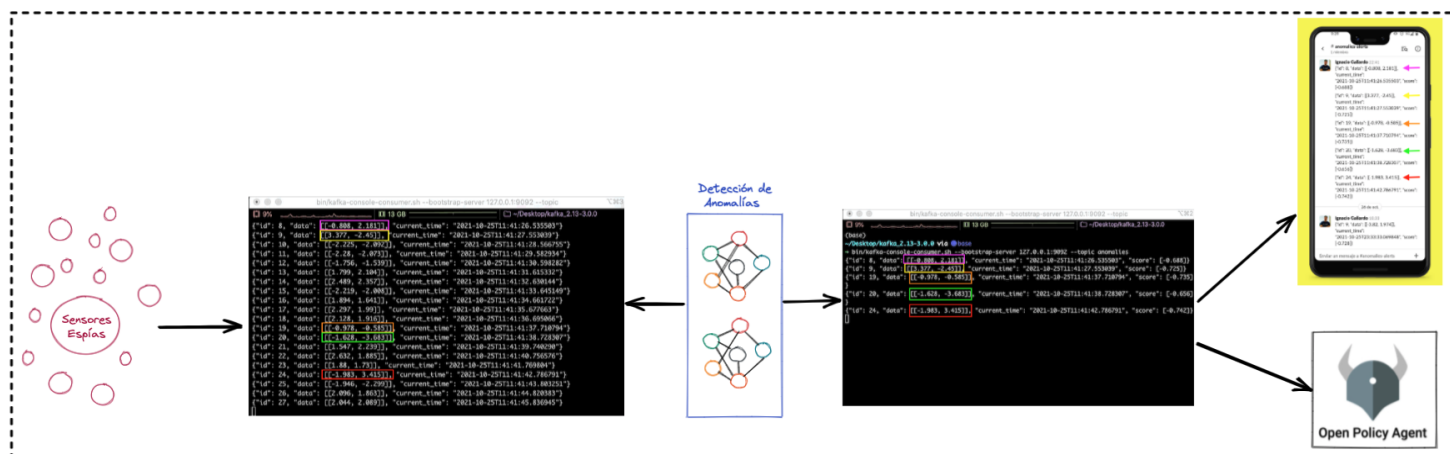 Sensores
Espías
bin/kafka-console-consumer.sh --bootstrap-server 127.0.0.1:9092 --topic
9%
13 GB
~/Desktop/kafka_2.13-3.0.0
{"id": 8, "data": [[-0.808, 2.181]], "current_time": "2021-10-25T11:41:26.535503"}
{"id": 9, "data": [[3.377, -2.45]], "current_time": "2021-10-25T11:41:27.553039"}
{"id": 10, "data": [[-2.225, -2.092]], "current_time": "2021-10-25T11:41:28.566755"}
{"id": 11, "data": [[-2.28, -2.073]], "current_time": "2021-10-25T11:41:29.582934"}
{"id": 12, "data": [[-1.756, -1.539]], "current_time": "2021-10-25T11:41:30.598282"}
{"id": 13, "data": [[1.799, 2.104]], "current_time": "2021-10-25T11:41:31.615332"}
{"id": 14, "data": [[2.489, 2.357]], "current_time": "2021-10-25T11:41:32.630144"}
{"id": 15, "data": [[-2.219, -2.008]], "current_time": "2021-10-25T11:41:33.645149"}
{"id": 16, "data": [[1.894, 1.641]], "current_time": "2021-10-25T11:41:34.661722"}
{"id": 17, "data": [[2.297, 1.99]], "current_time": "2021-10-25T11:41:35.677663"}
{"id": 18, "data": [[2.128, 1.916]], "current_time": "2021-10-25T11:41:36.695066"}
{"id": 19, "data": [[-0.978, -0.585]], "current_time": "2021-10-25T11:41:37.710794"}
{"id": 20, "data": [[-1.628, -3.683]], "current_time": "2021-10-25T11:41:38.728307"}
{"id": 21, "data": [[1.547, 2.239]], "current_time": "2021-10-25T11:41:39.740290"}
{"id": 22, "data": [[2.632, 1.885]], "current_time": "2021-10-25T11:41:40.756576"}
{"id": 23, "data": [[1.88, 1.73]], "current_time": "2021-10-25T11:41:41.769804"}
{"id": 24, "data": [[-1.983, 3.415]], "current_time": "2021-10-25T11:41:42.786791"}
{"id": 25, "data": [[-1.946, -2.299]], "current_time": "2021-10-25T11:41:43.803251"}
{"id": 26, "data": [[2.096, 1.863]], "current_time": "2021-10-25T11:41:44.820383"}
{"id": 27, "data": [[2.044, 2.089]], "current_time": "2021-10-25T11:41:45.836945"}
Detección de
Anomalías
bin/kafka-console-consumer.sh --bootstrap-server 127.0.0.1:9092 --topic
9%
13 GB
~/Desktop/kafka_2.13-3.0.0
(base)
~/Desktop/kafka_2.13-3.0.0 via base
bin/kafka-console-consumer.sh --bootstrap-server 127.0.0.1:9092 --topic anomalies
{"id": 8, "data": [[-0.808, 2.181]], "current_time": "2021-10-25T11:41:26.535503", "score": [-0.688]}
{"id": 9, "data": [[3.377, -2.45]], "current_time": "2021-10-25T11:41:27.553039", "score": [-0.725]}
{"id": 19, "data": [[-0.978, -0.585]], "current_time": "2021-10-25T11:41:37.710794", "score": [-0.735]
}
{"id": 20, "data": [[-1.628, -3.683]], "current_time": "2021-10-25T11:41:38.728307", "score": [-0.656]
}
{"id": 24, "data": [[-1.983, 3.415]], "current_time": "2021-10-25T11:41:42.786791", "score": [-0.742]}
Ignacio Gallardo
Ignacio Gallardo
Open Policy Agent